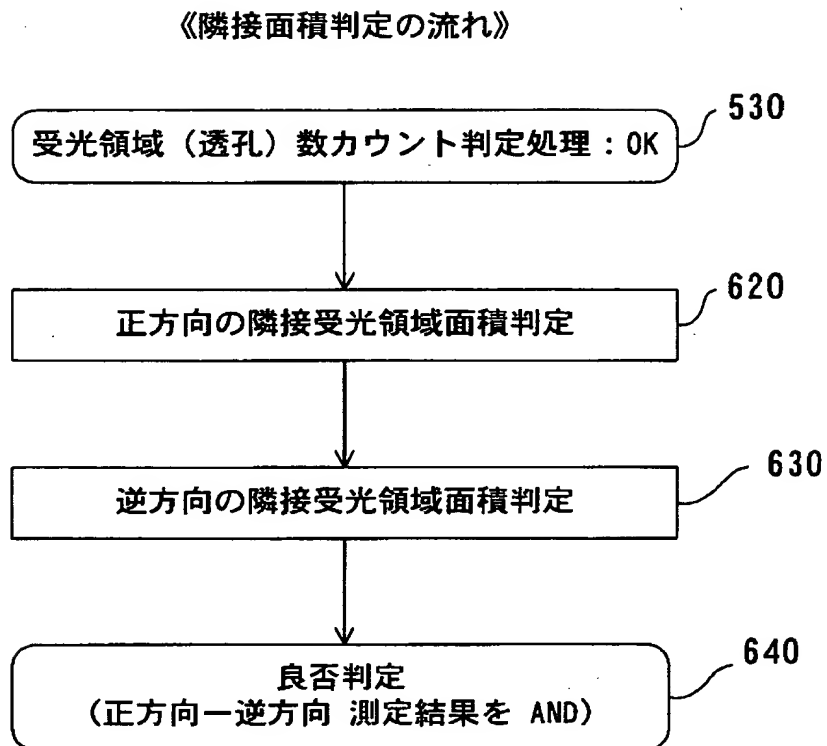 《隣接面積判定の流れ》
530
受光領域（透孔）数カウント判定処理：OK
620
正方向の隣接受光領域面積判定
630
逆方向の隣接受光領域面積判定
640
良否判定
（正方向ー逆方向 測定結果を AND）